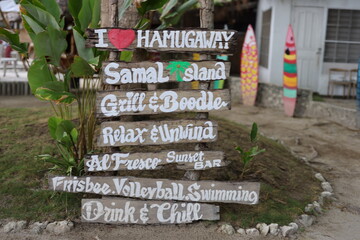 I HAMUGAWAY
Samal Island
Grill & Boodle
Relax & Unwind
Al Fresco Sunset BAR
Frisbee, Volleyball, Swimming
Drink & Chill